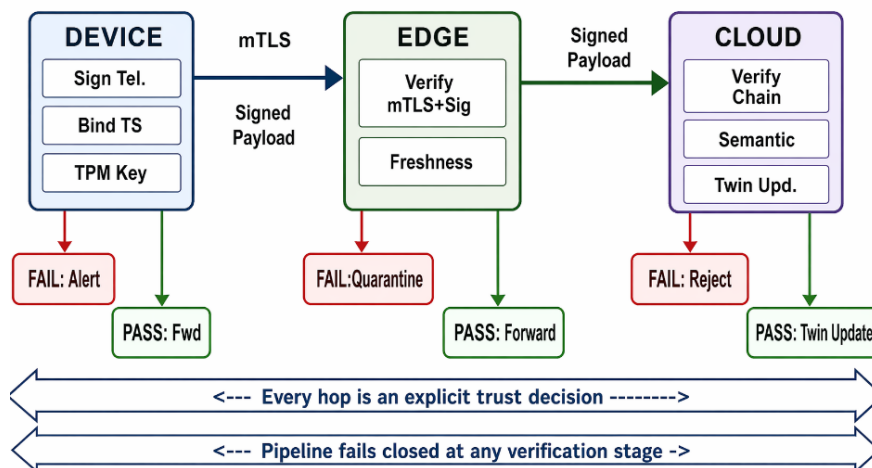 DEVICE
Sign Tel.
Bind TS
TPM Key
mTLS
Signed
Payload
EDGE
Verify
mTLS+Sig
Freshness
Signed
Payload
CLOUD
Verify
Chain
Semantic
Twin Upd.
FAIL: Alert
PASS: Fwd
FAIL:Quarantine
PASS: Forward
FAIL: Reject
PASS: Twin Update
<--- Every hop is an explicit trust decision -------->
<--- Pipeline fails closed at any verification stage ->